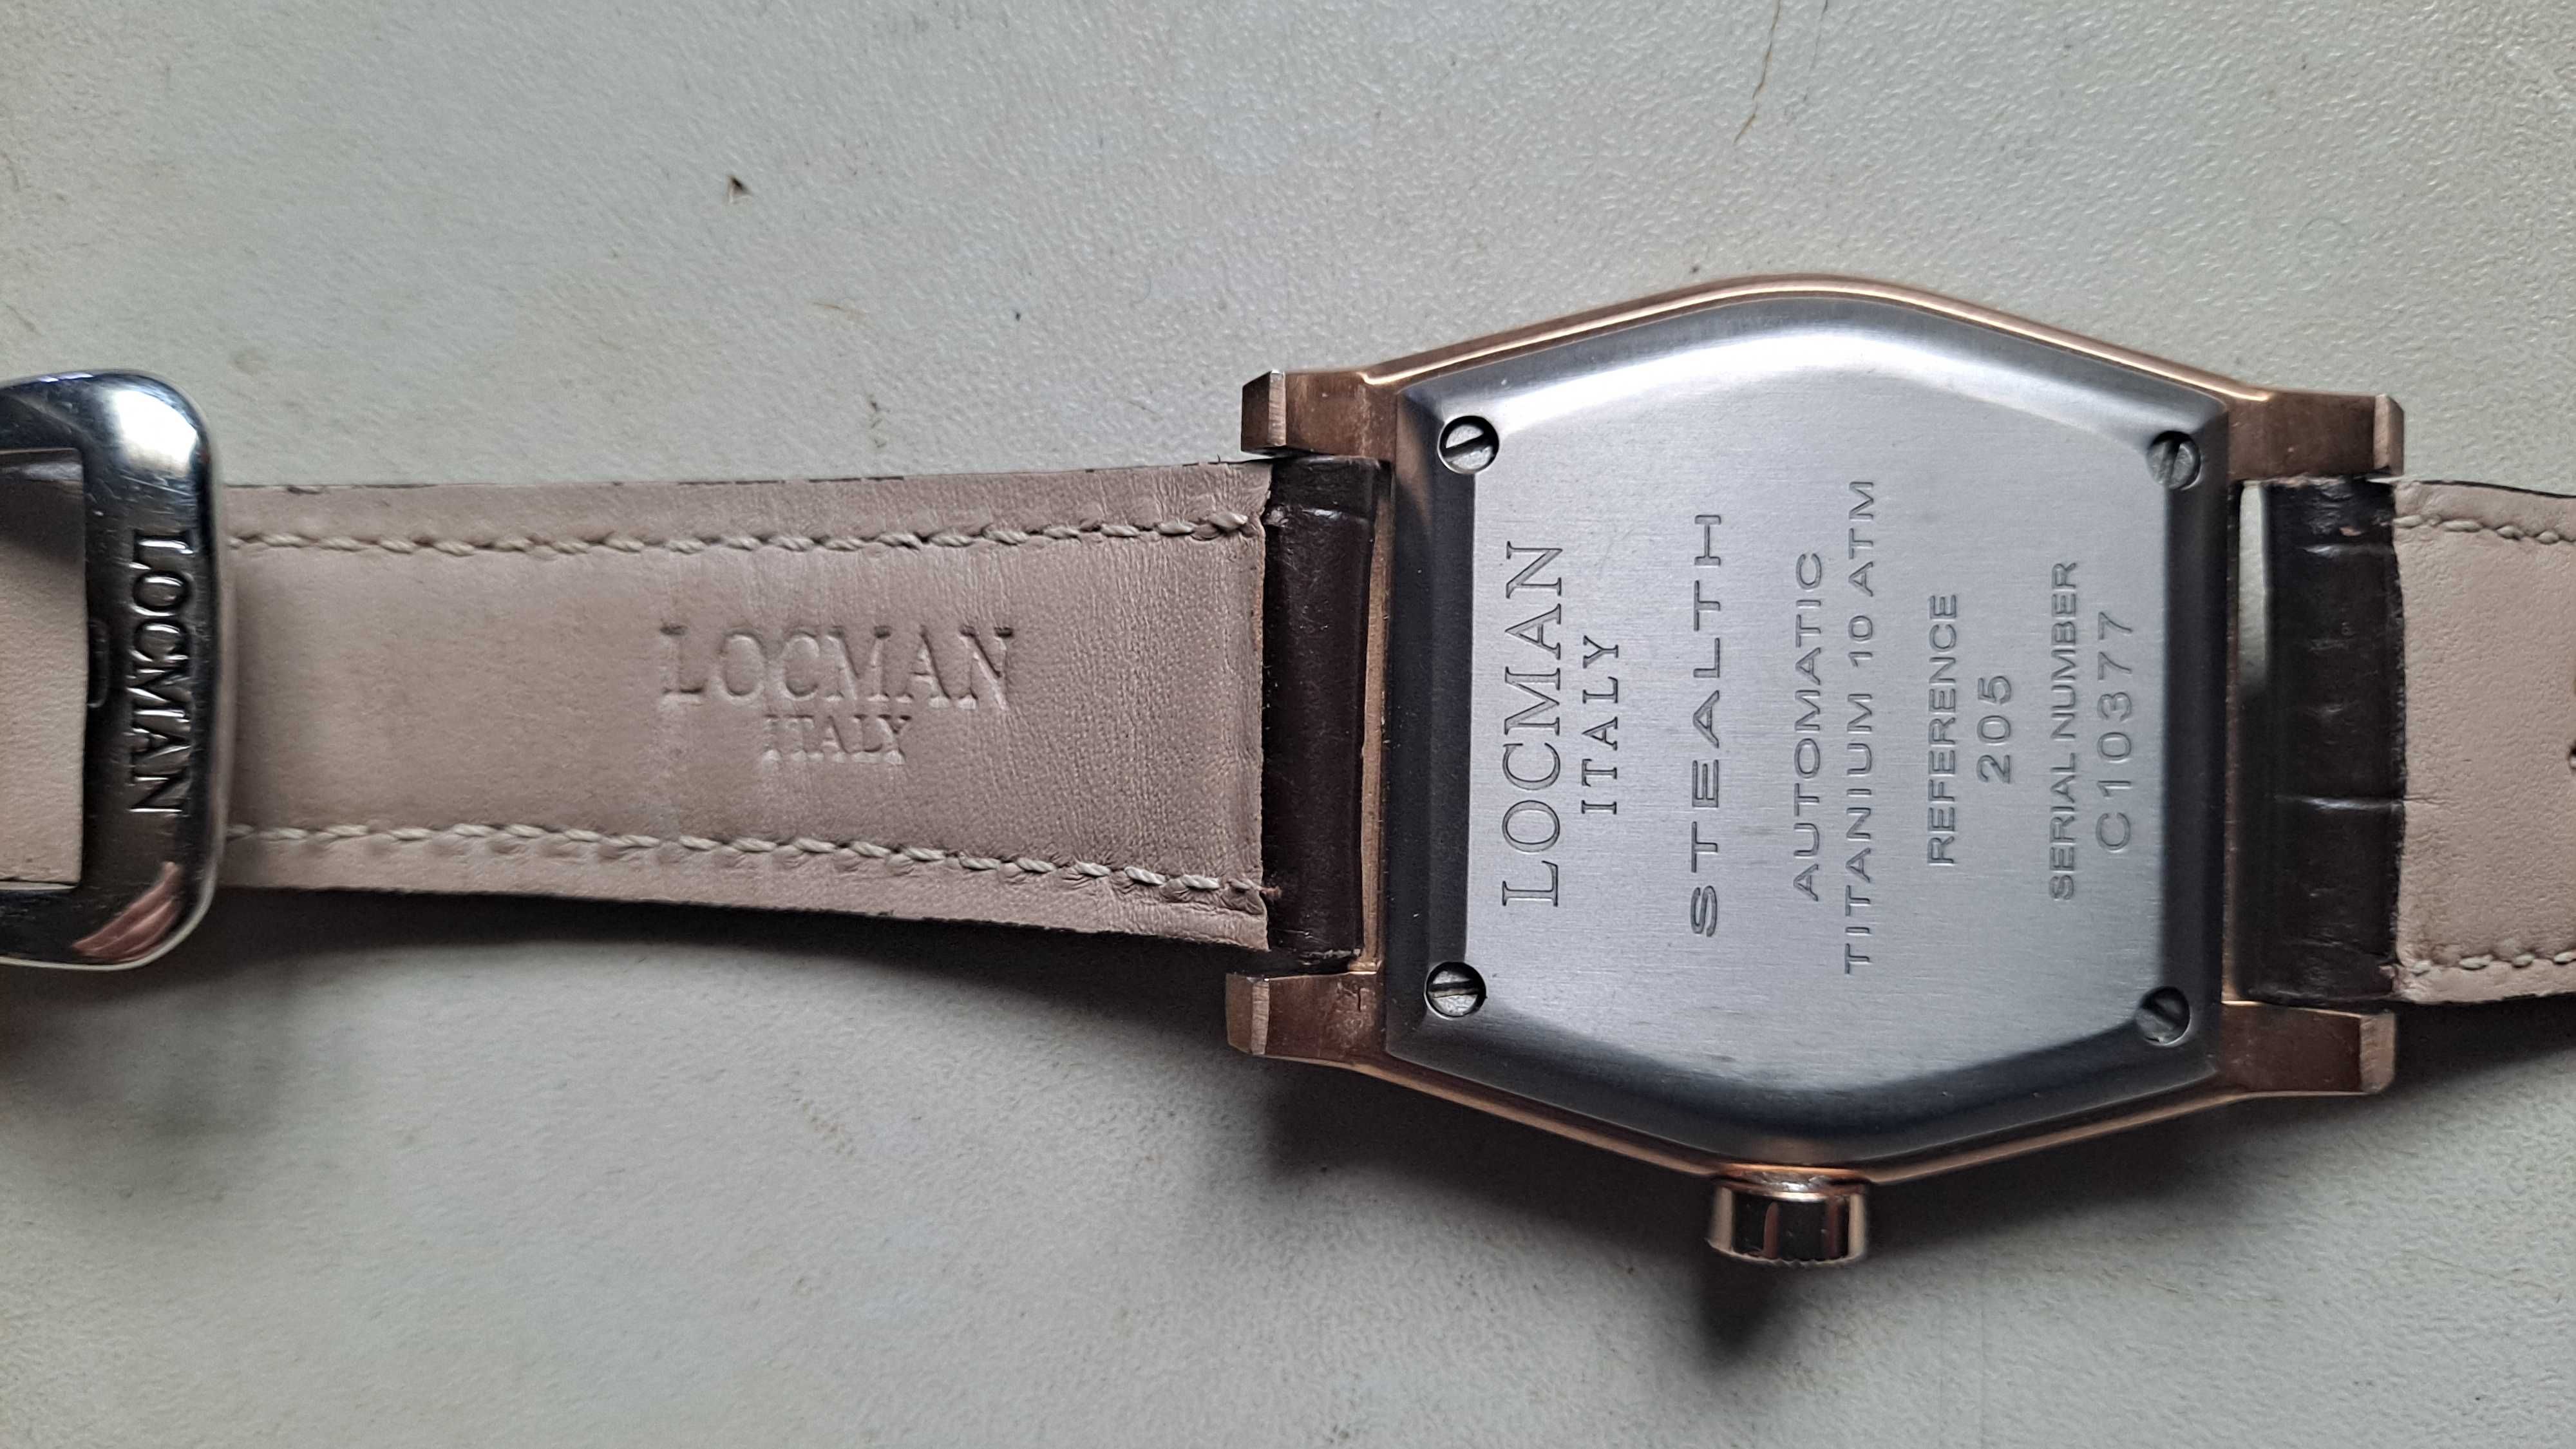 LOCMAN
LOCMAN
ITALY
LOCMAN
ITALY
STEALTH
AUTOMATIC
TITANIUM 10 ATM
REFERENCE
205
SERIAL NUMBER
C10377